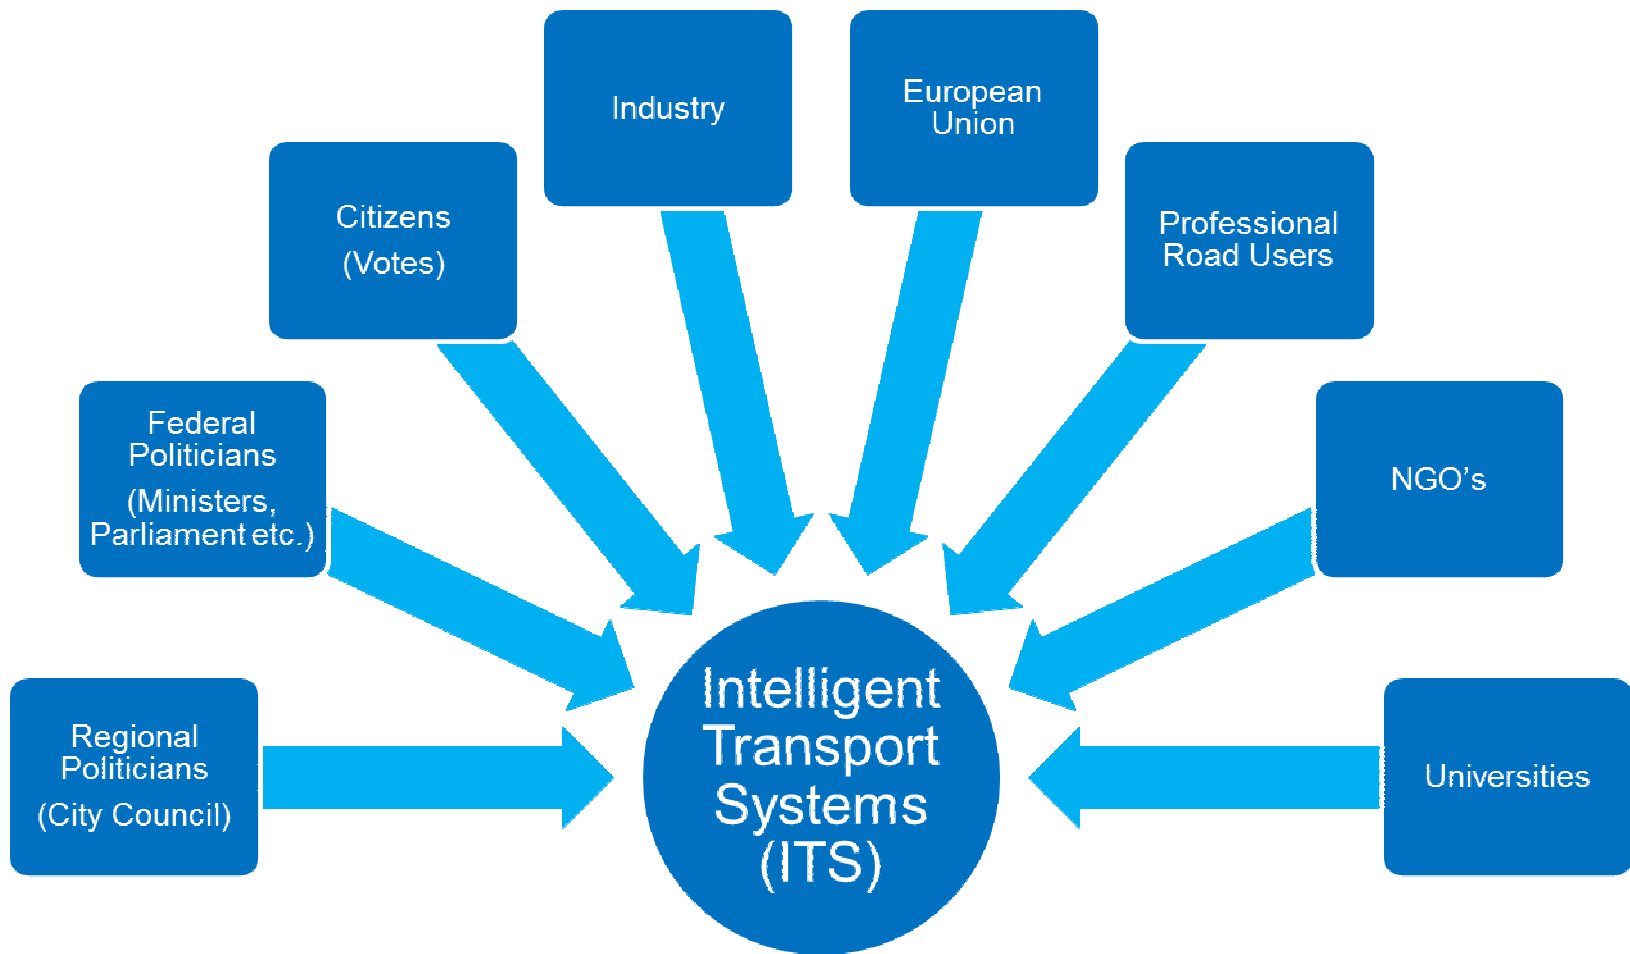 Industry
European
Union
Citizens
(Votes)
Professional
Road Users
Federal
Politicians
(Ministers,
Parliament etc.)
NGO’s
Regional
Politicians
(City Council)
Intelligent
Transport
Systems
(ITS)
Universities